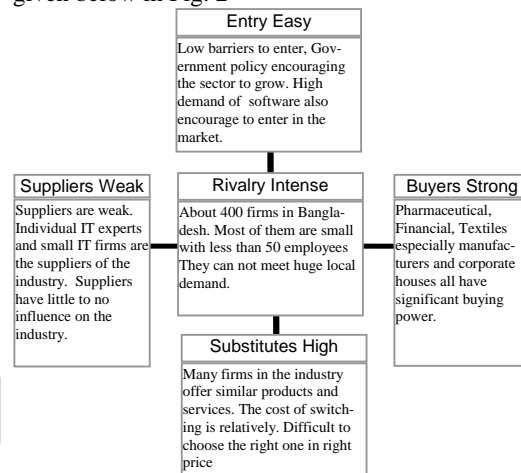 given below in Fig. 2
Entry Easy
Low barriers to enter, Gov-
ernment policy encouraging
the sector to grow. High
demand of software also
encourage to enter in the
market.
Suppliers Weak
Suppliers are weak.
Individual IT experts
and small IT firms are
the suppliers of the
industry. Suppliers
have little to no
influence on the
industry.
Rivalry Intense
About 400 firms in Bangla-
desh. Most of them are small
with less than 50 employees
They can not meet huge local
demand.
Buyers Strong
Pharmaceutical,
Financial, Textiles
especially manufac-
turers and corporate
houses all have
significant buying
power.
Substitutes High
Many firms in the industry
offer similar products and
services. The cost of switch-
ing is relatively. Difficult to
choose the right one in right
price